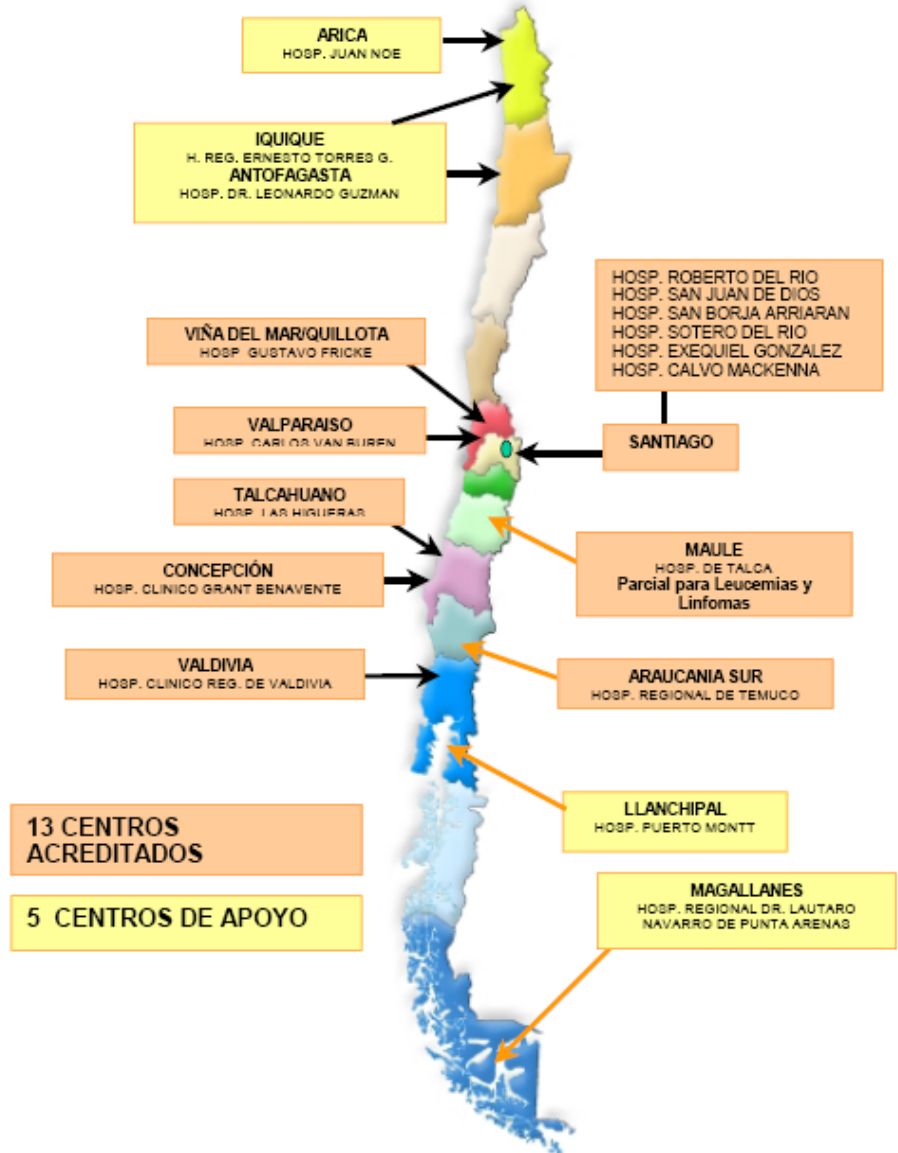 ARICA
HOSP. JUAN NOE
IQUIQUE
H. REG. ERNESTO TORRES G.
ANTOFAGASTA
HOSP. DR. LEONARDO GUZMAN
HOSP. ROBERTO DEL RIO
HOSP. SAN JUAN DE DIOS
HOSP. SAN BORJA ARRIARAN
HOSP. SOTERO DEL RIO
HOSP. EXEQUIEL GONZALEZ
HOSP. CALVO MACKENNA
SANTIAGO
VIÑA DEL MAR/QUILLOTA
HOSP GUSTAVO FRICKE
VALPARAISO
HOSP. CARLOS VAN BUREN
TALCAHUANO
HOSP. LAS HIGUERAS
CONCEPCIÓN
HOSP. CLINICO GRANT BENAVENTE
MAULE
HOSP. DE TALCA
Parcial para Leucemias y
Linfomas
VALDIVIA
HOSP. CLINICO REG. DE VALDIVIA
ARAUCANIA SUR
HOSP. REGIONAL DE TEMUCO
LLANCHIPAL
HOSP. PUERTO MONTT
13 CENTROS
ACREDITADOS
5 CENTROS DE APOYO
MAGALLANES
HOSP. REGIONAL DR. LAUTARO
NAVARRO DE PUNTA ARENAS